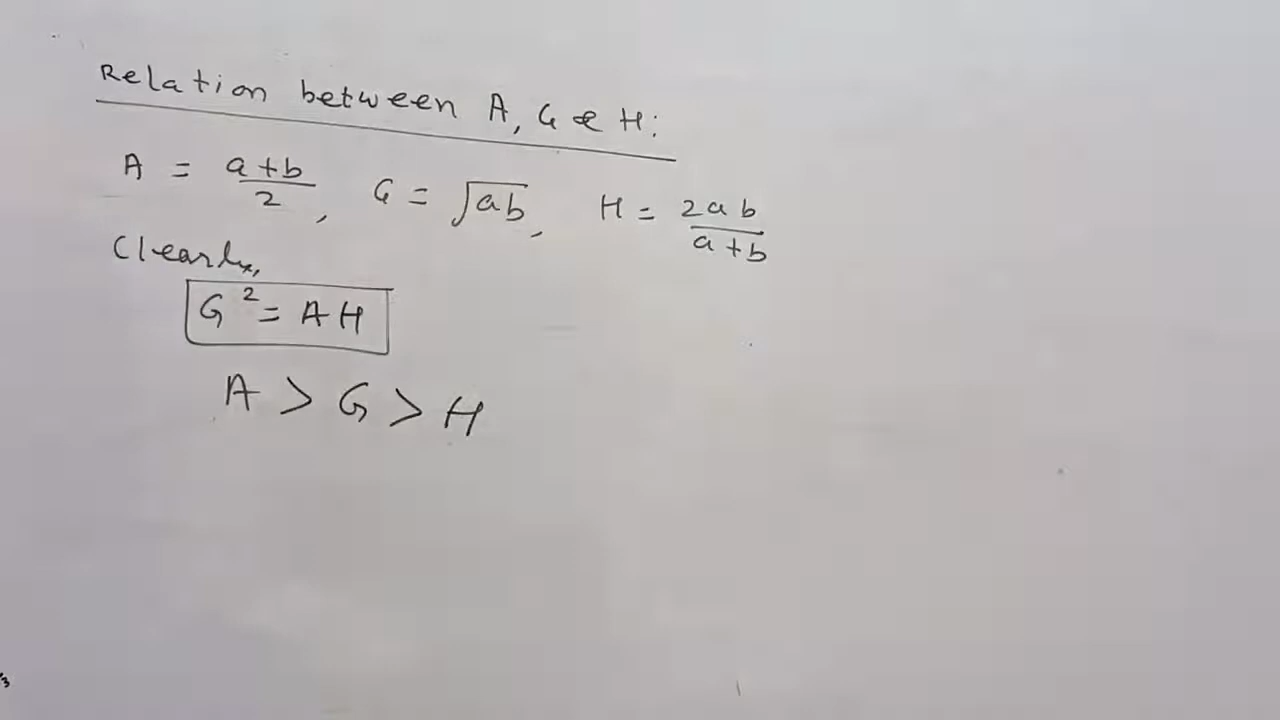 Relation between A, G & H:
A = a+b/2, G = √ab, H = 2ab/a+b
Clearly,
G² = AH
A > G > H